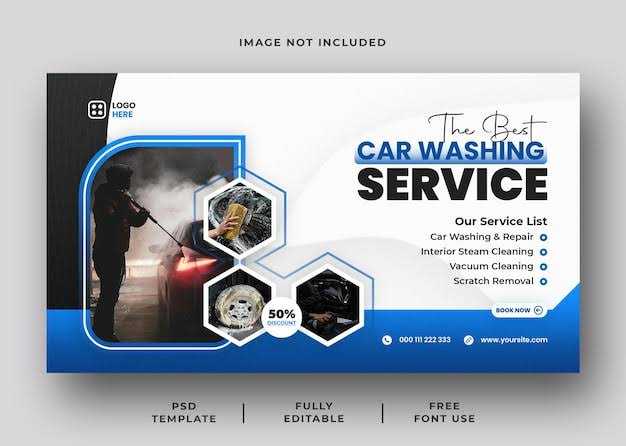 IMAGE NOT INCLUDED
LOGO
HERE
The Best
CAR WASHING
SERVICE
Our Service List
Car Washing & Repair
Interior Steam Cleaning
Vacuum Cleaning
Scratch Removal
BOOK NOW
50%
DISCOUNT
000 111 222 333
www.yoursite.com
PSD
TEMPLATE
FULLY
EDITABLE
FREE
FONT USE